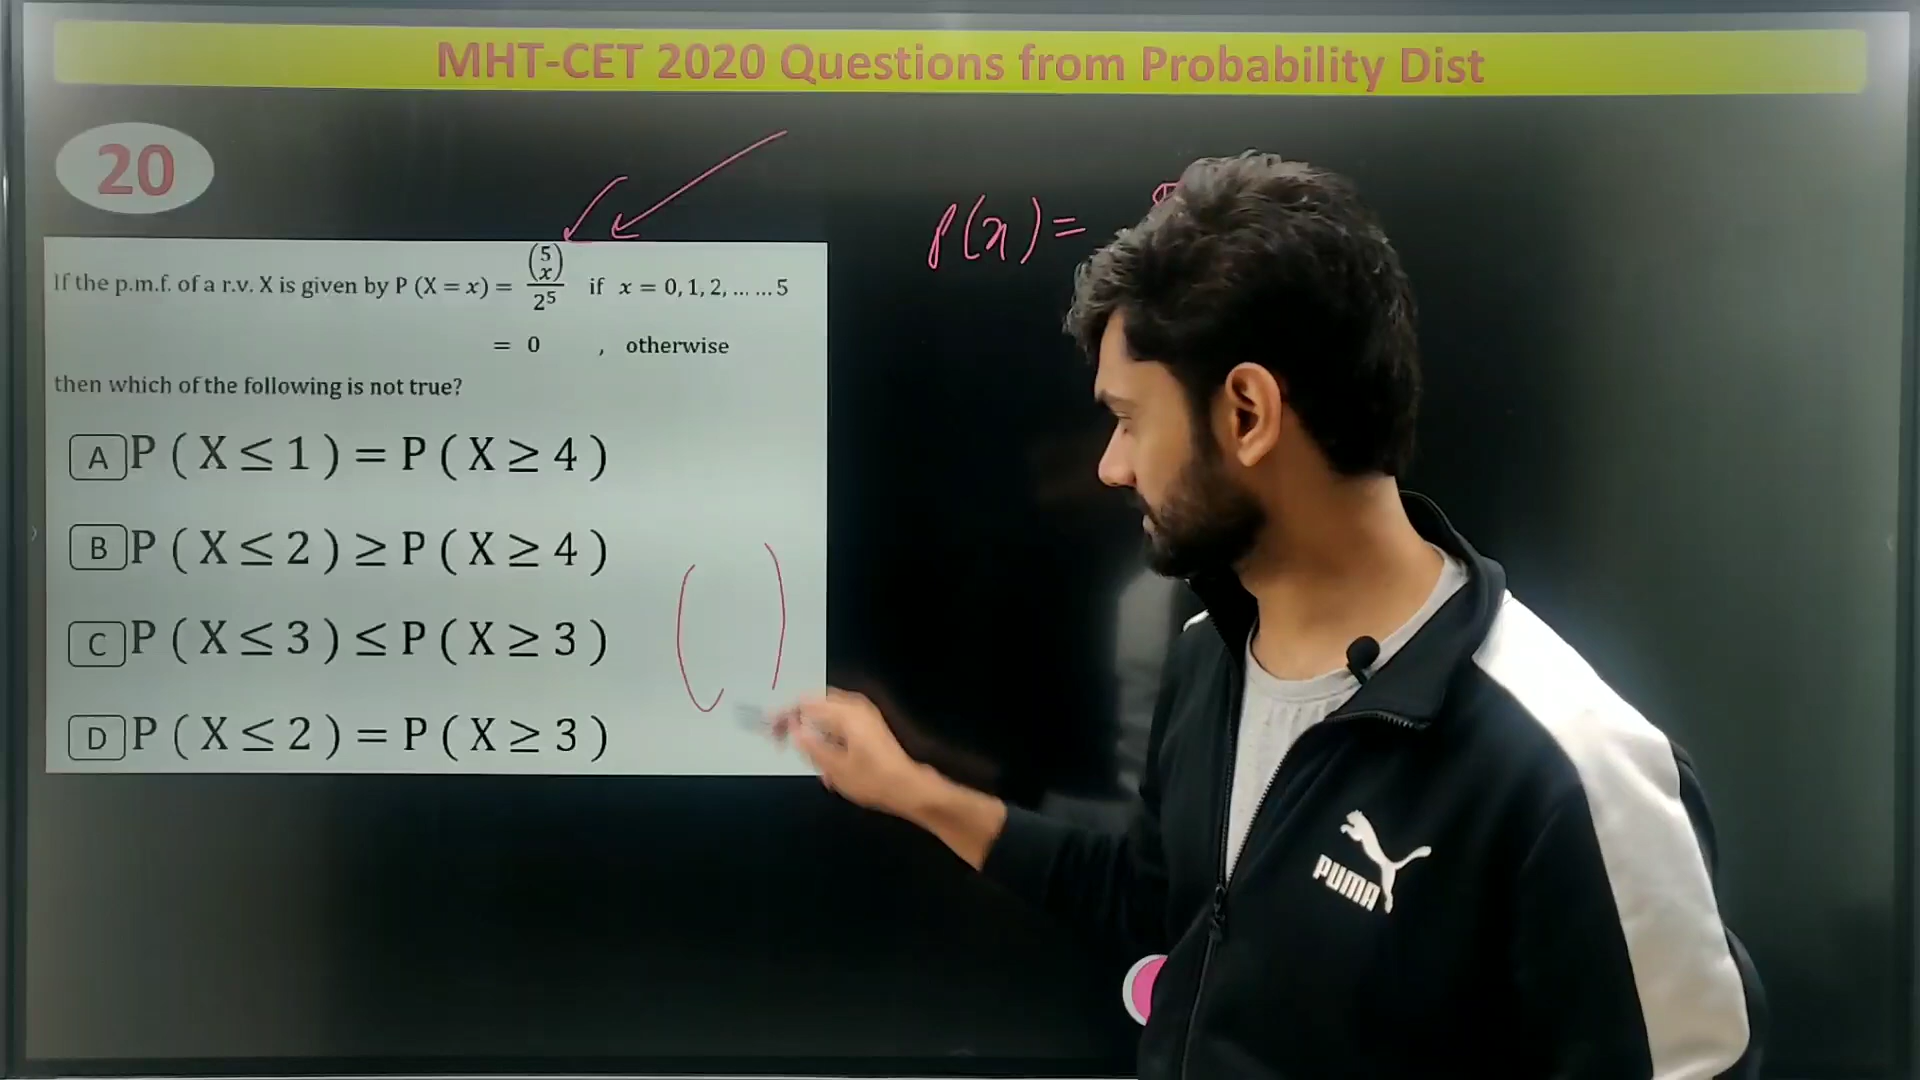 MHT-CET 2020 Questions from Probability Dist
20
If the p.m.f. of a r.v. X is given by P (X = x) = \frac{\binom{5}{x}}{2^5} if x = 0, 1, 2, ... ... 5
= 0 , otherwise
then which of the following is not true?
A P ( X ≤ 1 ) = P ( X ≥ 4 )
B P ( X ≤ 2 ) ≥ P ( X ≥ 4 )
C P ( X ≤ 3 ) ≤ P ( X ≥ 3 )
D P ( X ≤ 2 ) = P ( X ≥ 3 )
P(x) =
PUMA